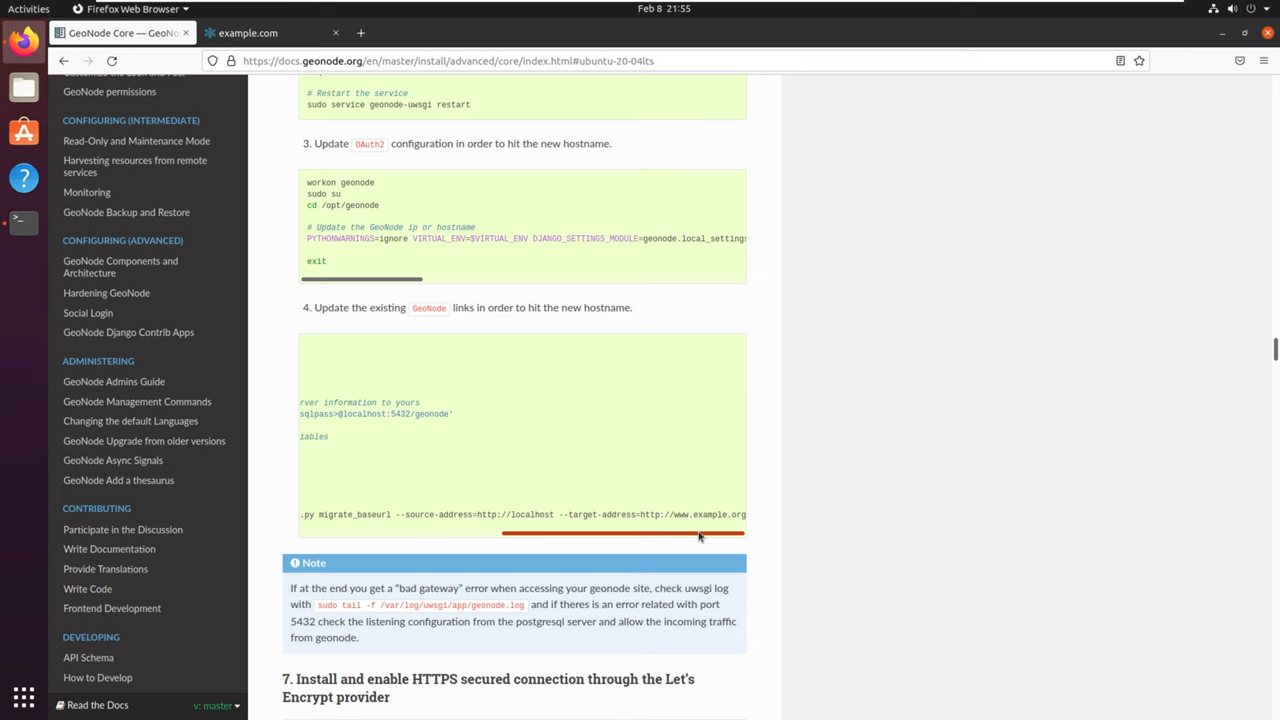 Activities
Firefox Web Browser
Feb 8 21:55
GeoNode Core — GeoNo
example.com
https://docs.geonode.org/en/master/install/advanced/core/index.html#ubuntu-20-04lts
GeoNode permissions
CONFIGURING (INTERMEDIATE)
Read-Only and Maintenance Mode
Harvesting resources from remote
services
Monitoring
GeoNode Backup and Restore
CONFIGURING (ADVANCED)
GeoNode Components and
Architecture
Hardening GeoNode
Social Login
GeoNode Django Contrib Apps
ADMINISTERING
GeoNode Admins Guide
GeoNode Management Commands
Changing the default Languages
GeoNode Upgrade from older versions
GeoNode Async Signals
GeoNode Add a thesaurus
CONTRIBUTING
Participate in the Discussion
Write Documentation
Provide Translations
Write Code
Frontend Development
DEVELOPING
API Schema
How to Develop
Read the Docs
v: master
# Restart the service
sudo service geonode-uwsgi restart
3. Update OAuth2 configuration in order to hit the new hostname.
workon geonode
sudo su
cd /opt/geonode
# Update the GeoNode ip or hostname
PYTHONWARNINGS=ignore VIRTUAL_ENV=$VIRTUAL_ENV DJANGO_SETTINGS_MODULE=geonode.local_settings
exit
4. Update the existing GeoNode links in order to hit the new hostname.
rver information to yours
sqlpass>@localhost:5432/geonode'
iables
.py migrate_baseurl --source-address=http://localhost --target-address=http://www.example.org
Note
If at the end you get a “bad gateway” error when accessing your geonode site, check uwsgi log
with sudo tail -f /var/log/uwsgi/app/geonode.log and if theres is an error related with port
5432 check the listening configuration from the postgresql server and allow the incoming traffic
from geonode.
7. Install and enable HTTPS secured connection through the Let’s
Encrypt provider